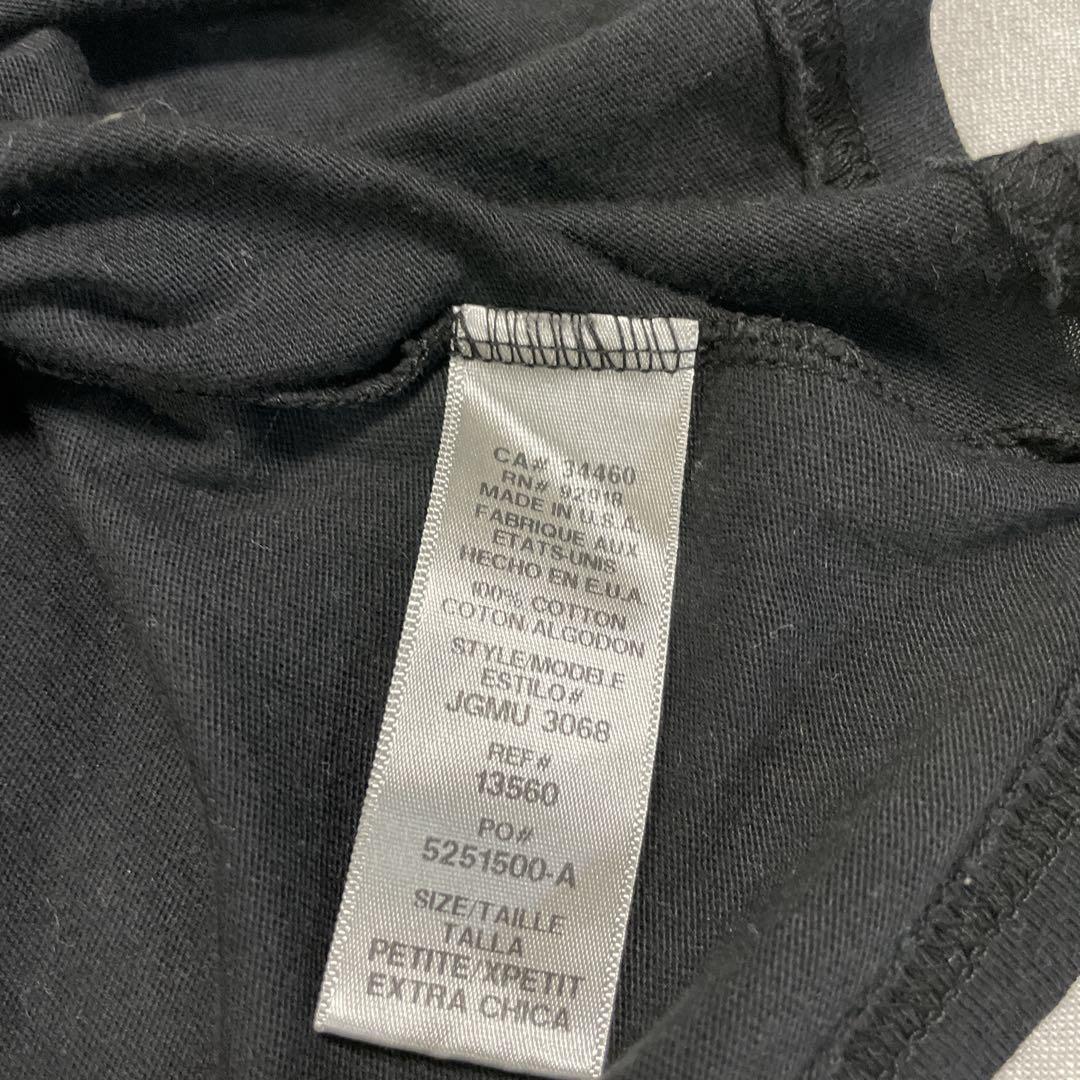 CA# 34460
RN# 92948
MADE IN U.S.A.
FABRIQUE AUX
ETATS-UNIS
HECHO EN E.U.A.
100% COTTON
COTON/ALGODON
STYLE/MODELE
ESTILO#
JGMU 3068
REF#
13560
PO#
5251500-A
SIZE/TAILLE
TALLA
PETITE/XPETIT
EXTRA CHICA